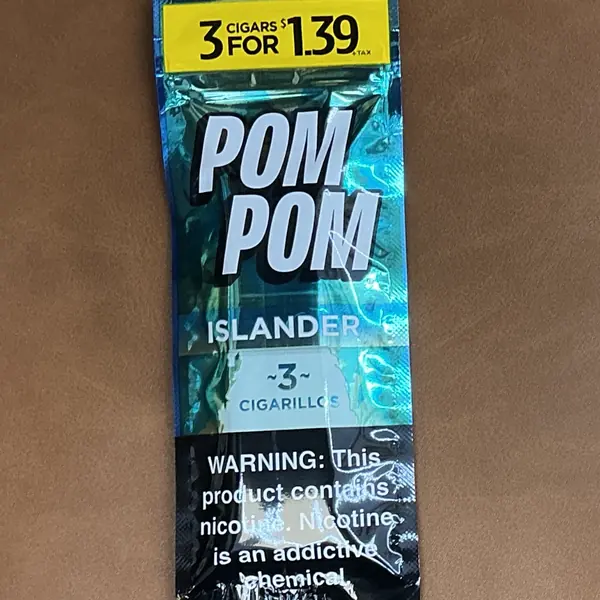 3 CIGARS FOR $1.39 +TAX
POM
POM
ISLANDER
~3~
CIGARILLOS
WARNING: This
product contains
nicotine. Nicotine
is an addictive
chemical.